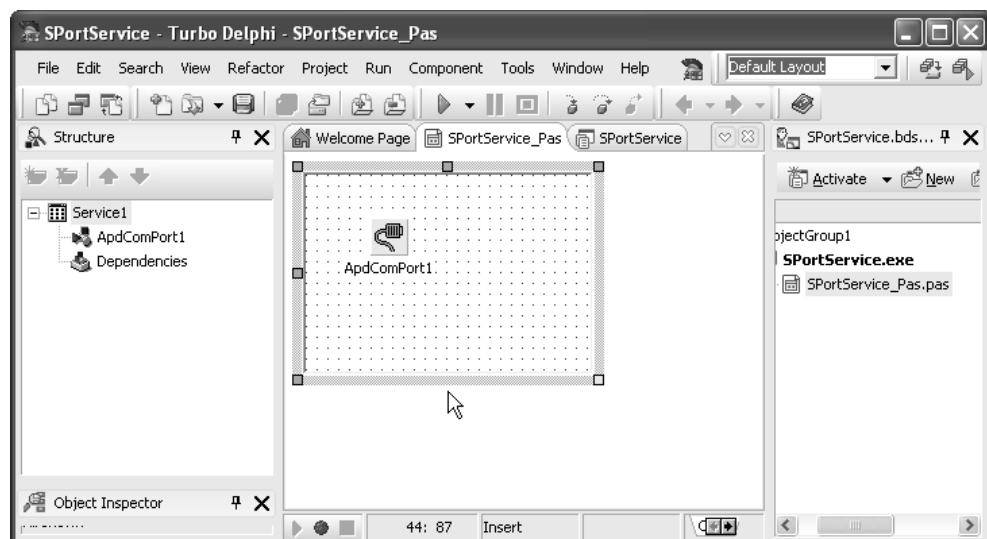 SPortService - Turbo Delphi - SPortService_Pas
File Edit Search View Refactor Project Run Component Tools Window Help Default Layout
Structure
Welcome Page SPortService_Pas SPortService
SPortService.bds...
Activate New
Service1
ApdComPort1
Dependencies
ApdComPort1
ojectGroup1
SPortService.exe
SPortService_Pas.pas
Object Inspector
44: 87 Insert